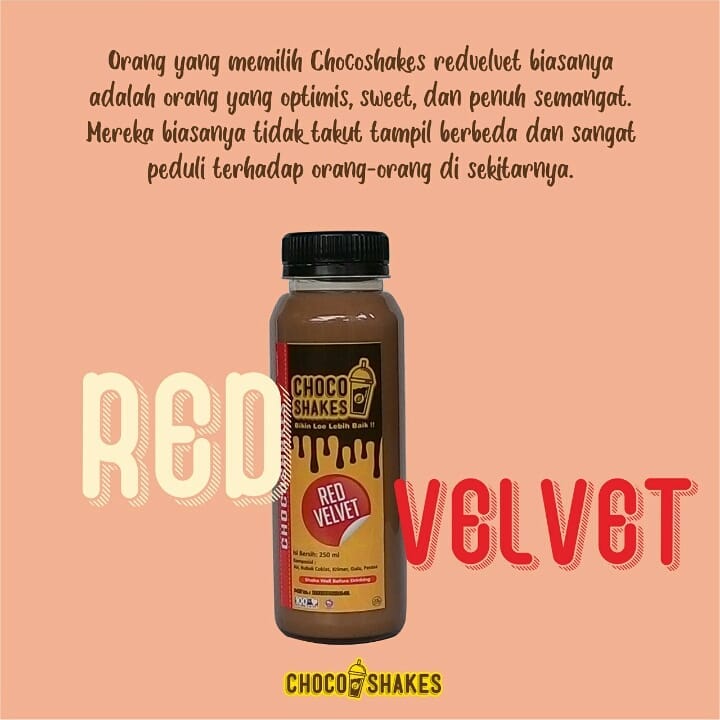 Orang yang memilih Chocoshakes redvelvet biasanya
adalah orang yang optimis, sweet, dan penuh semangat.
Mereka biasanya tidak takut tampil berbeda dan sangat
peduli terhadap orang-orang di sekitarnya.
RED
VELVET
CHOCO
SHAKES
Bikin Loe Lebih Baik !!
RED
VELVET
Isi Bersih: 250 ml
Shake Well Before Drinking
100%
CHOCO SHAKES